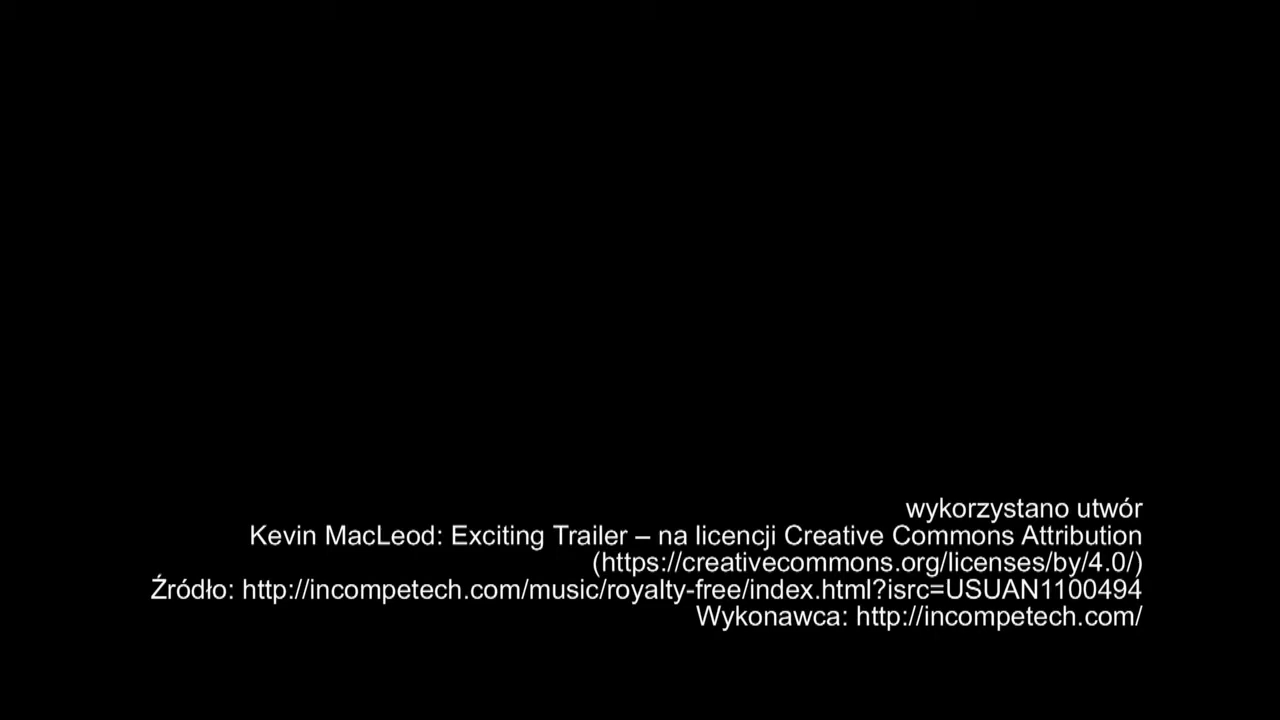 wykorzystano utwór
Kevin MacLeod: Exciting Trailer – na licencji Creative Commons Attribution
(https://creativecommons.org/licenses/by/4.0/)
Źródło: http://incompetech.com/music/royalty-free/index.html?isrc=USUAN1100494
Wykonawca: http://incompetech.com/